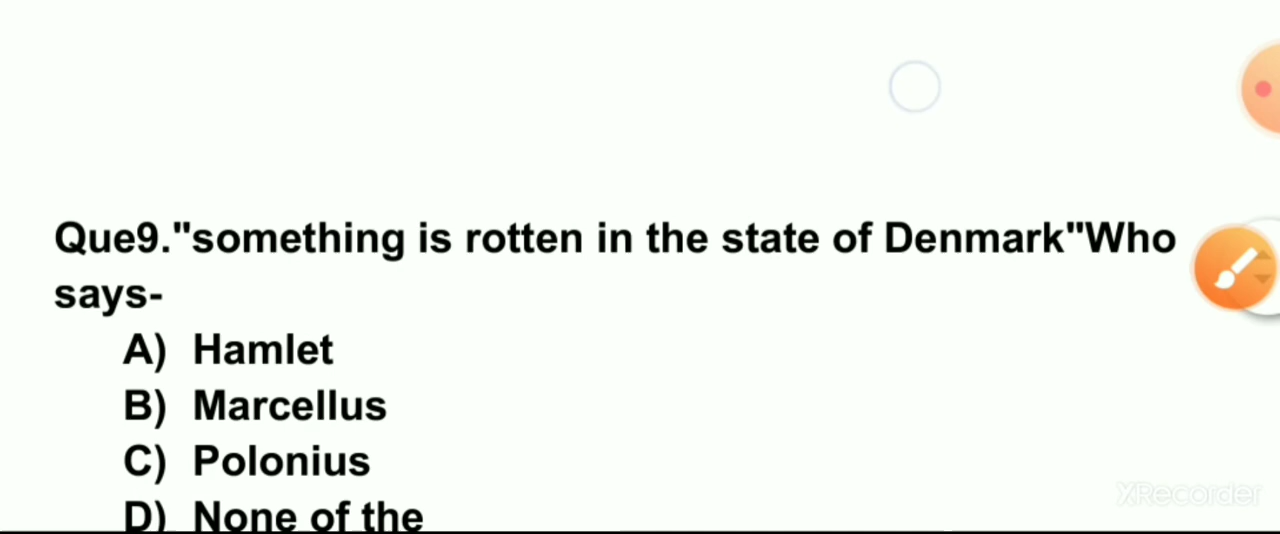 Que9."something is rotten in the state of Denmark"Who
says-
A) Hamlet
B) Marcellus
C) Polonius
D) None of the
XRecorder